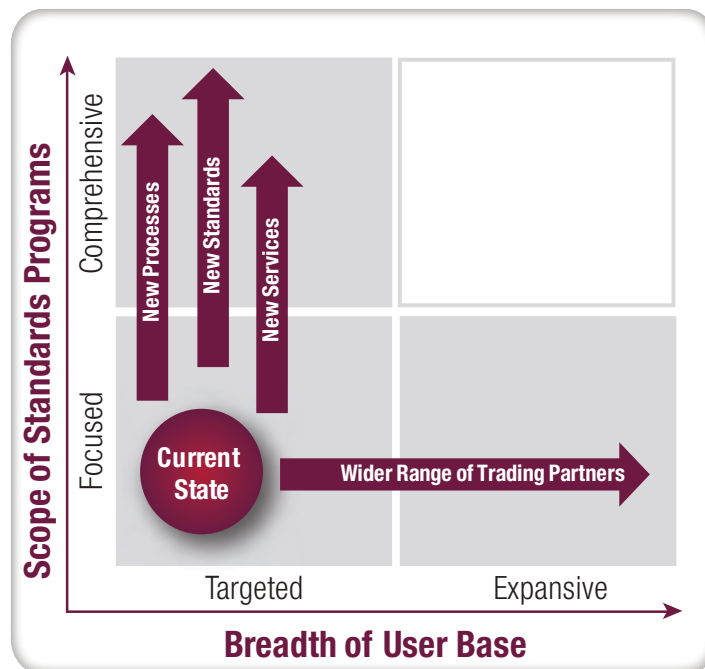 Scope of Standards Programs
Comprehensive
Focused
New Processes
New Standards
New Services
Current
State
Wider Range of Trading Partners
Targeted
Expansive
Breadth of User Base